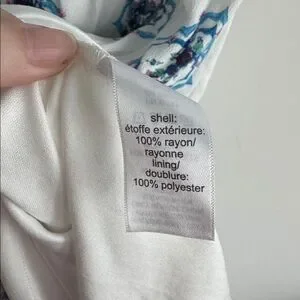 shell:
étoffe extérieure:
100% rayon/
rayonne
lining/
doublure:
100% polyester